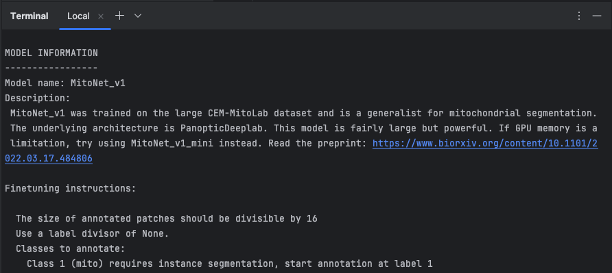 Terminal Local × +
MODEL INFORMATION
-----------------
Model name: MitoNet_v1
Description:
MitoNet_v1 was trained on the large CEM-MitoLab dataset and is a generalist for mitochondrial segmentation.
The underlying architecture is PanopticDeeplab. This model is fairly large but powerful. If GPU memory is a
limitation, try using MitoNet_v1_mini instead. Read the preprint: https://www.biorxiv.org/content/10.1101/2
022.03.17.484806
Finetuning instructions:
The size of annotated patches should be divisible by 16
Use a label divisor of None.
Classes to annotate:
Class 1 (mito) requires instance segmentation, start annotation at label 1